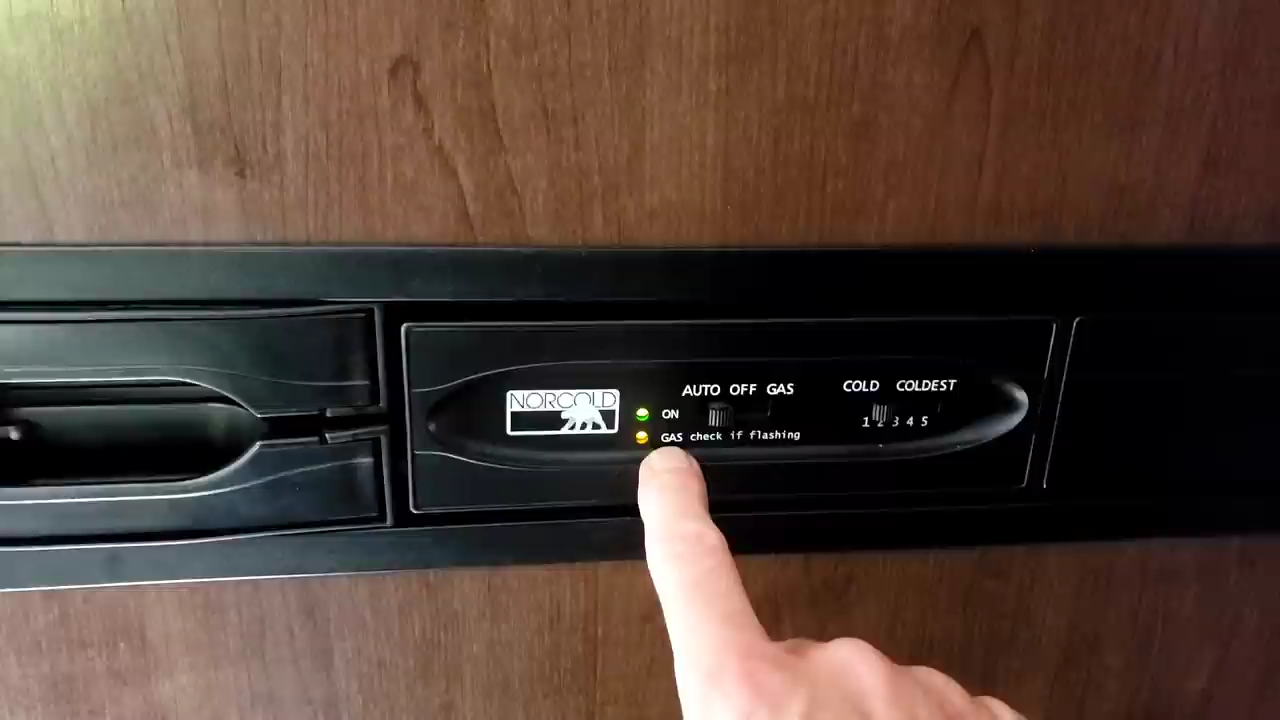 NORCOLD
AUTO OFF GAS
ON
GAS check if flashing
COLD COLDEST
1 2 3 4 5